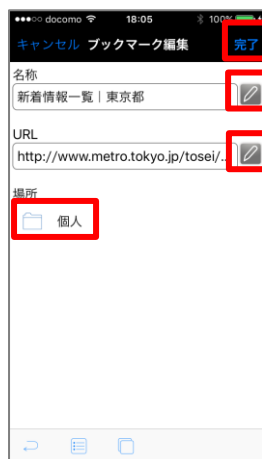 docomo 18:05 100%
キャンセル ブックマーク編集 完了
名称
新着情報一覧｜東京都
URL
http://www.metro.tokyo.jp/tosei/...
場所
個人